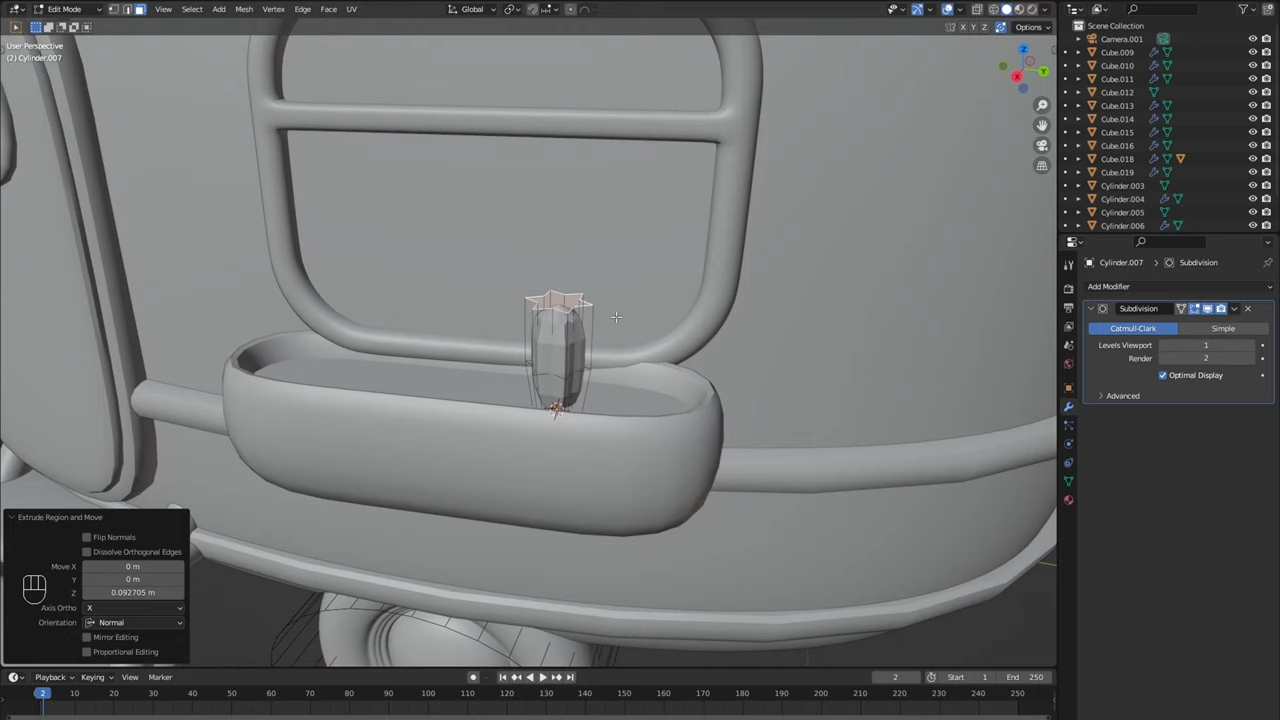 Edit Mode View Select Add Mesh Vertex Edge Face UV Global
X Y Z Options
User Perspective
(2) Cylinder.007
Z
Y
X
Extrude Region and Move
Flip Normals
Dissolve Orthogonal Edges
Move X 0 m
Y 0 m
Z 0.092705 m
Axis Ortho X
Orientation Normal
Mirror Editing
Proportional Editing
Scene Collection
Camera.001
Cube.009
Cube.010
Cube.011
Cube.012
Cube.013
Cube.014
Cube.015
Cube.016
Cube.018
Cube.019
Cylinder.003
Cylinder.004
Cylinder.005
Cylinder.006
Cylinder.007 Subdivision
Add Modifier
Subdivision
Catmull-Clark Simple
Levels Viewport 1
Render 2
Optimal Display
Advanced
Playback Keying View Marker 2 Start 1 End 250
2 10 20 30 40 50 60 70 80 90 100 110 120 130 140 150 160 170 180 190 200 210 220 230 240 250